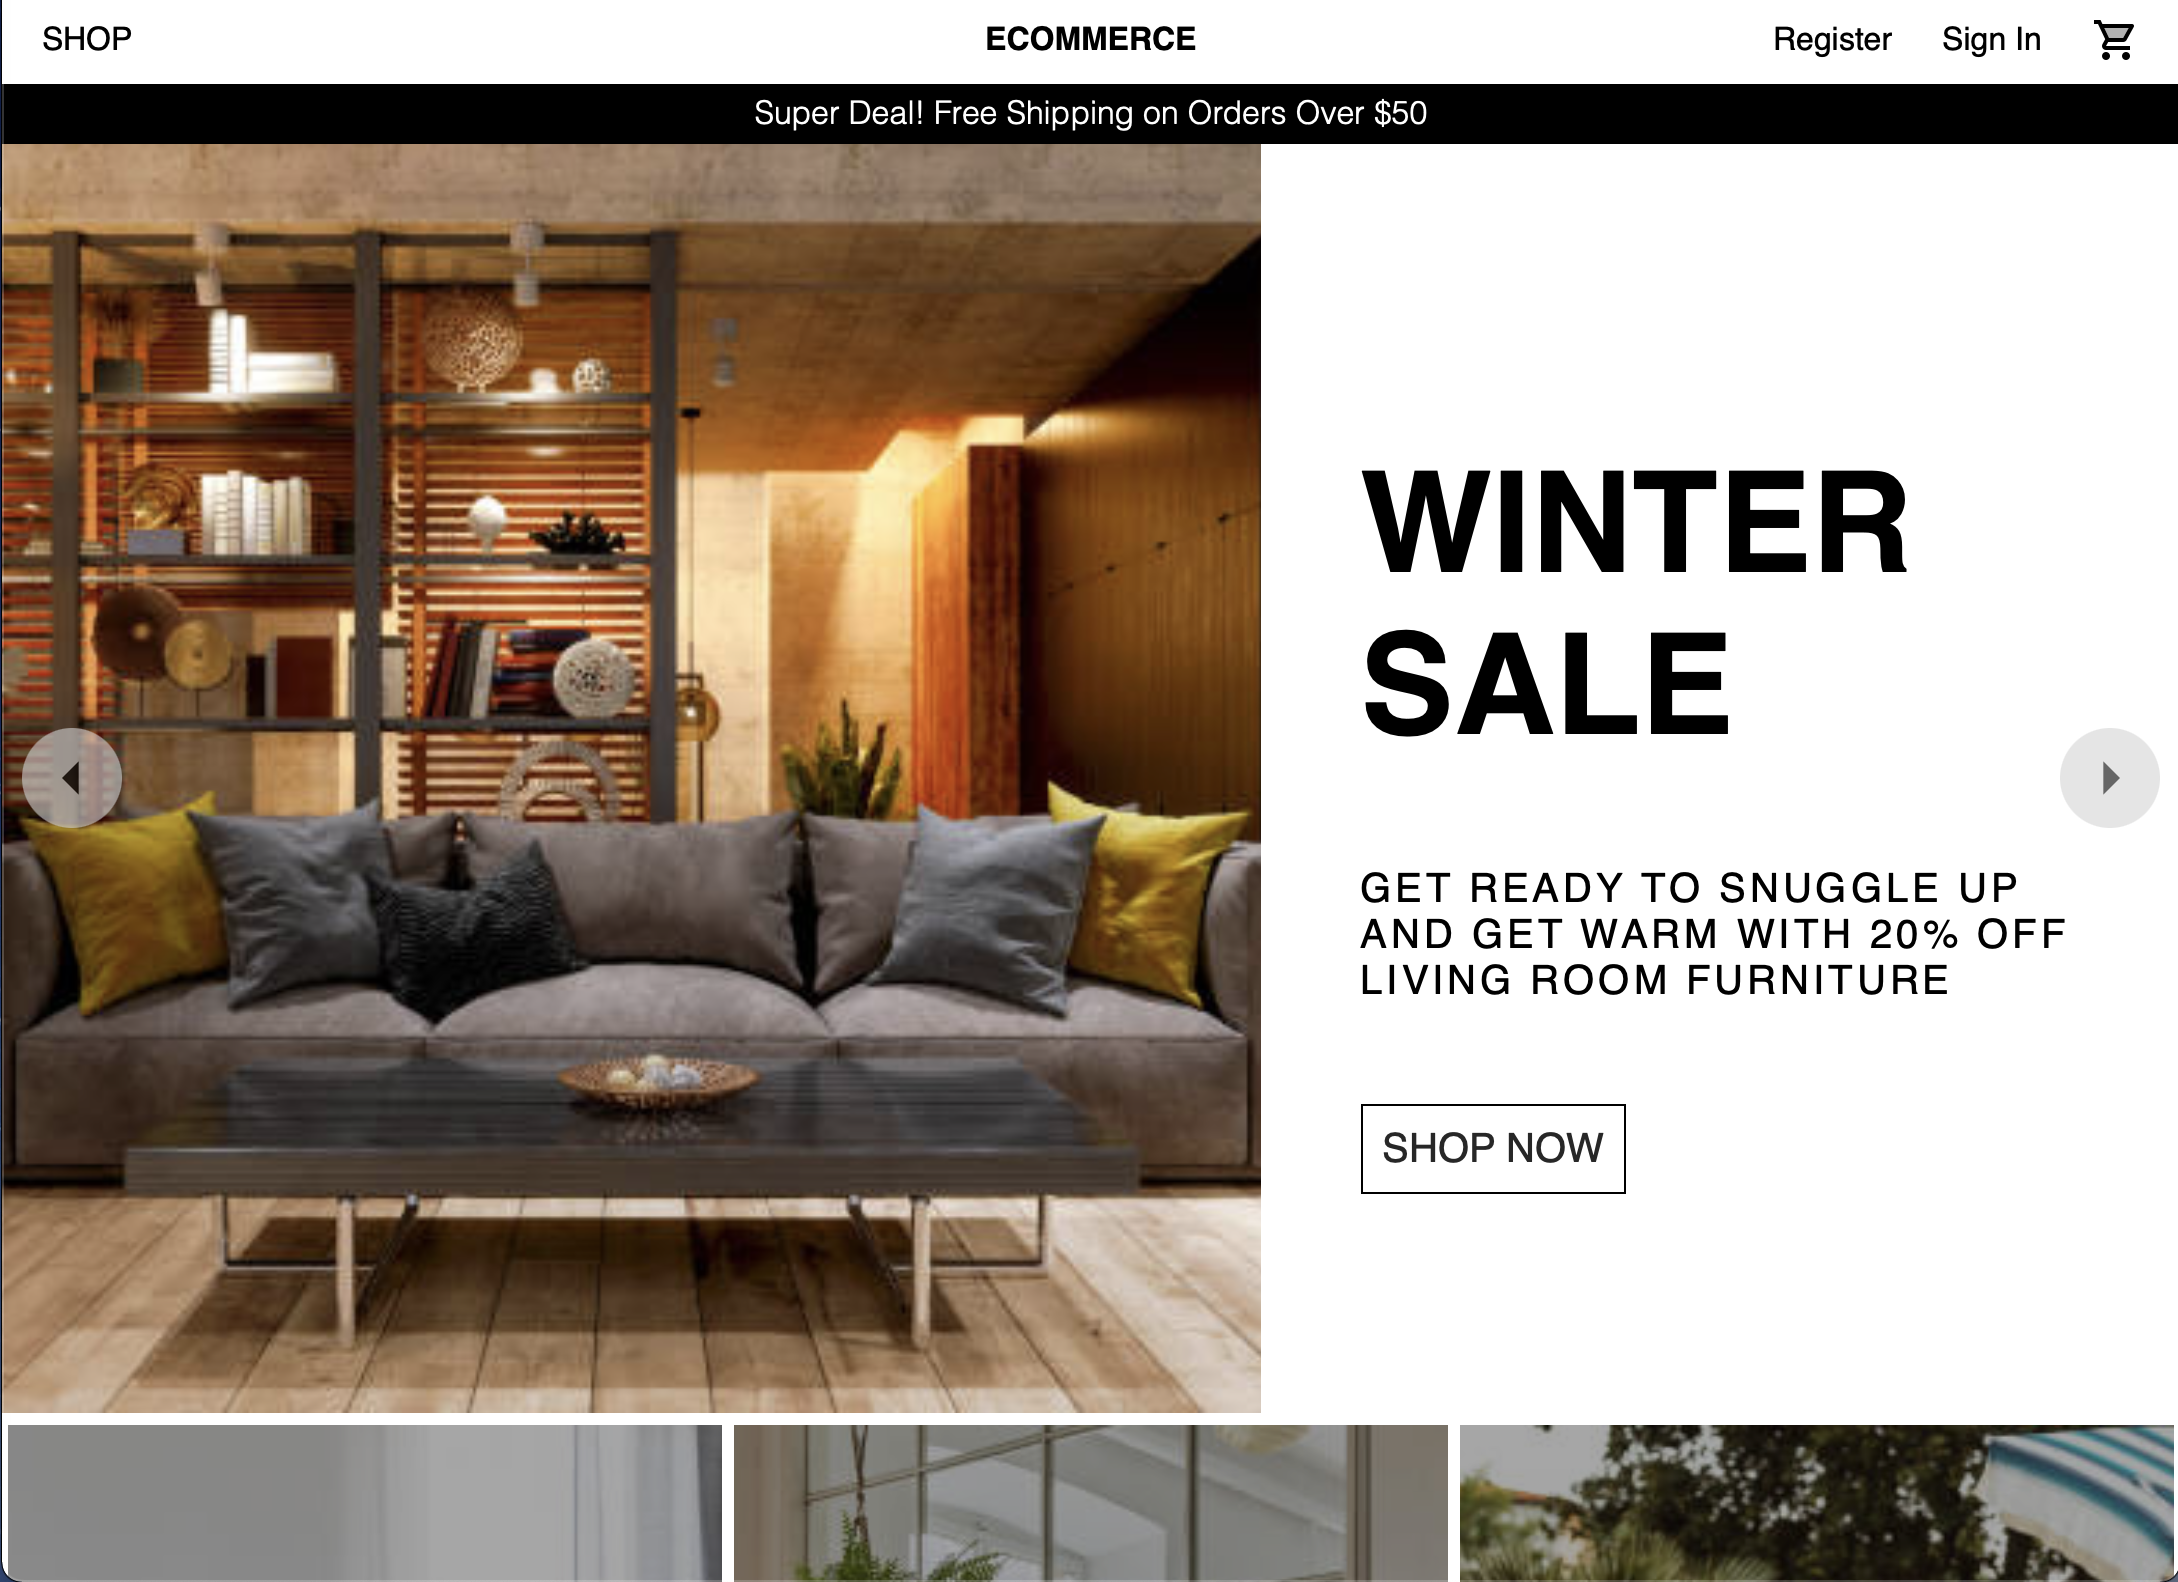 SHOP
ECOMMERCE
Register
Sign In
Super Deal! Free Shipping on Orders Over $50
WINTER
SALE
GET READY TO SNUGGLE UP
AND GET WARM WITH 20% OFF
LIVING ROOM FURNITURE
SHOP NOW